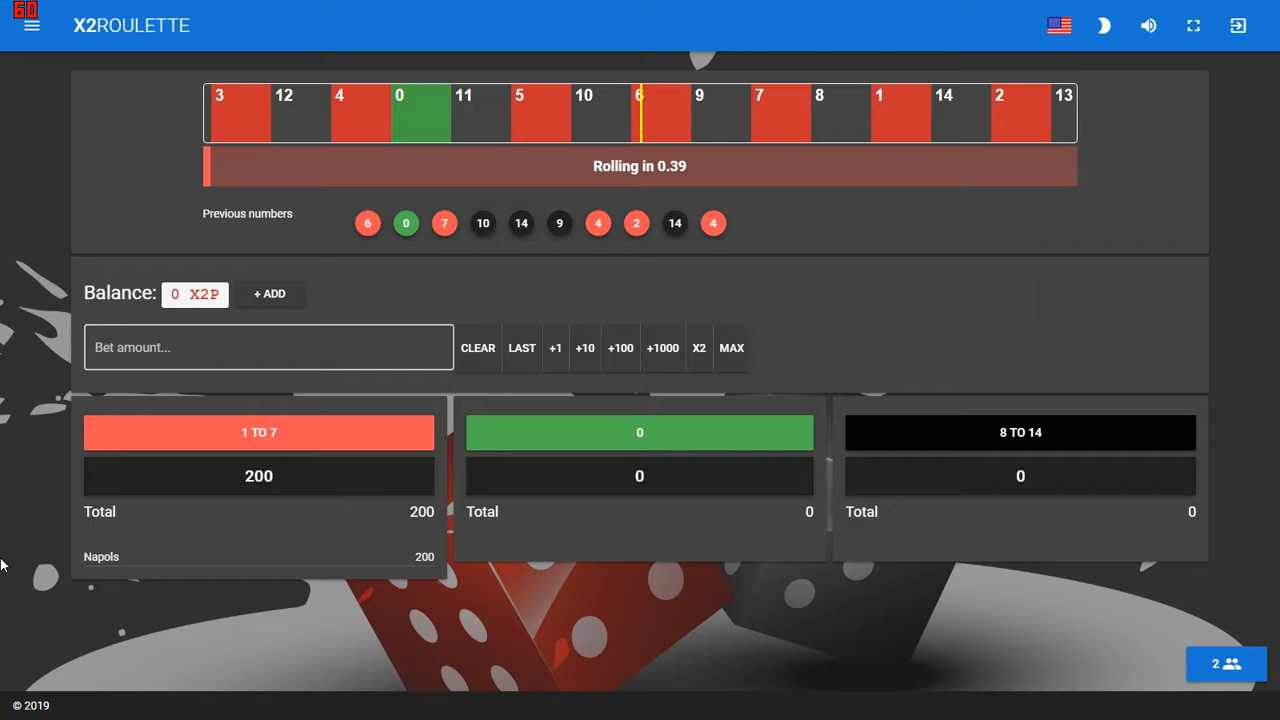 60
X2ROULETTE
3 12 4 0 11 5 10 6 9 7 8 1 14 2 13
Rolling in 0.39
Previous numbers
6 0 7 10 14 9 4 2 14 4
Balance: 0 X2P + ADD
Bet amount... CLEAR LAST +1 +10 +100 +1000 X2 MAX
1 TO 7 0 8 TO 14
200 0 0
Total 200 Total 0 Total 0
Napols 200
2
© 2019